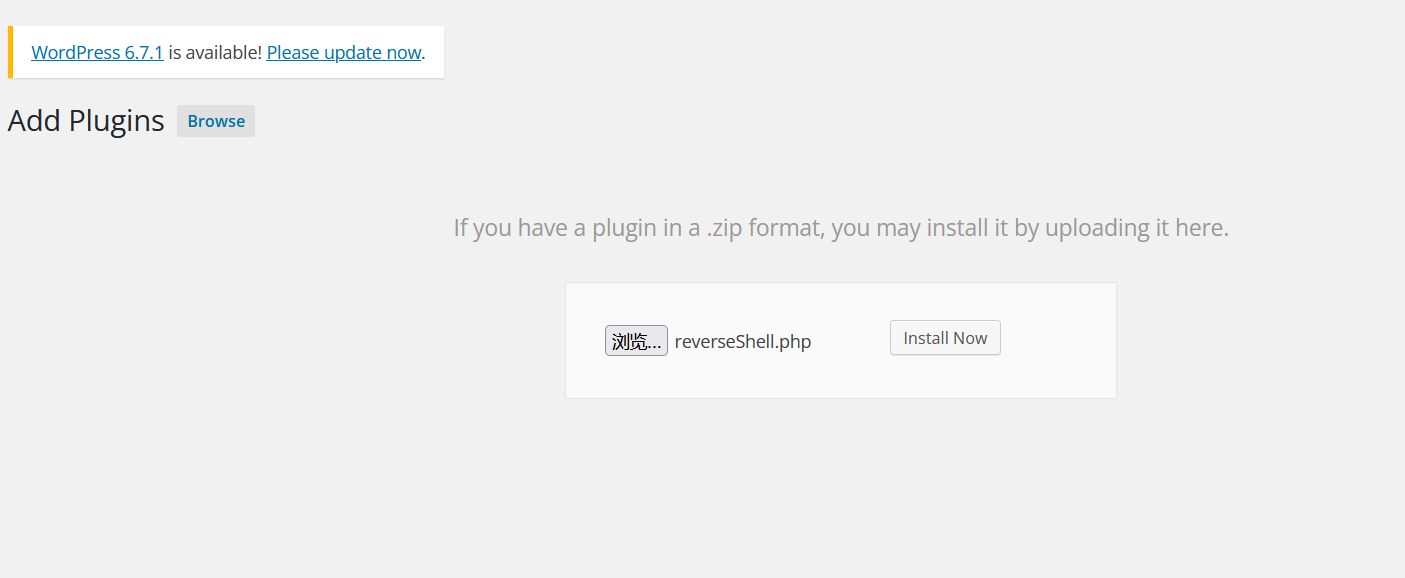 WordPress 6.7.1 is available! Please update now.
Add Plugins Browse
If you have a plugin in a .zip format, you may install it by uploading it here.
浏览... reverseShell.php Install Now